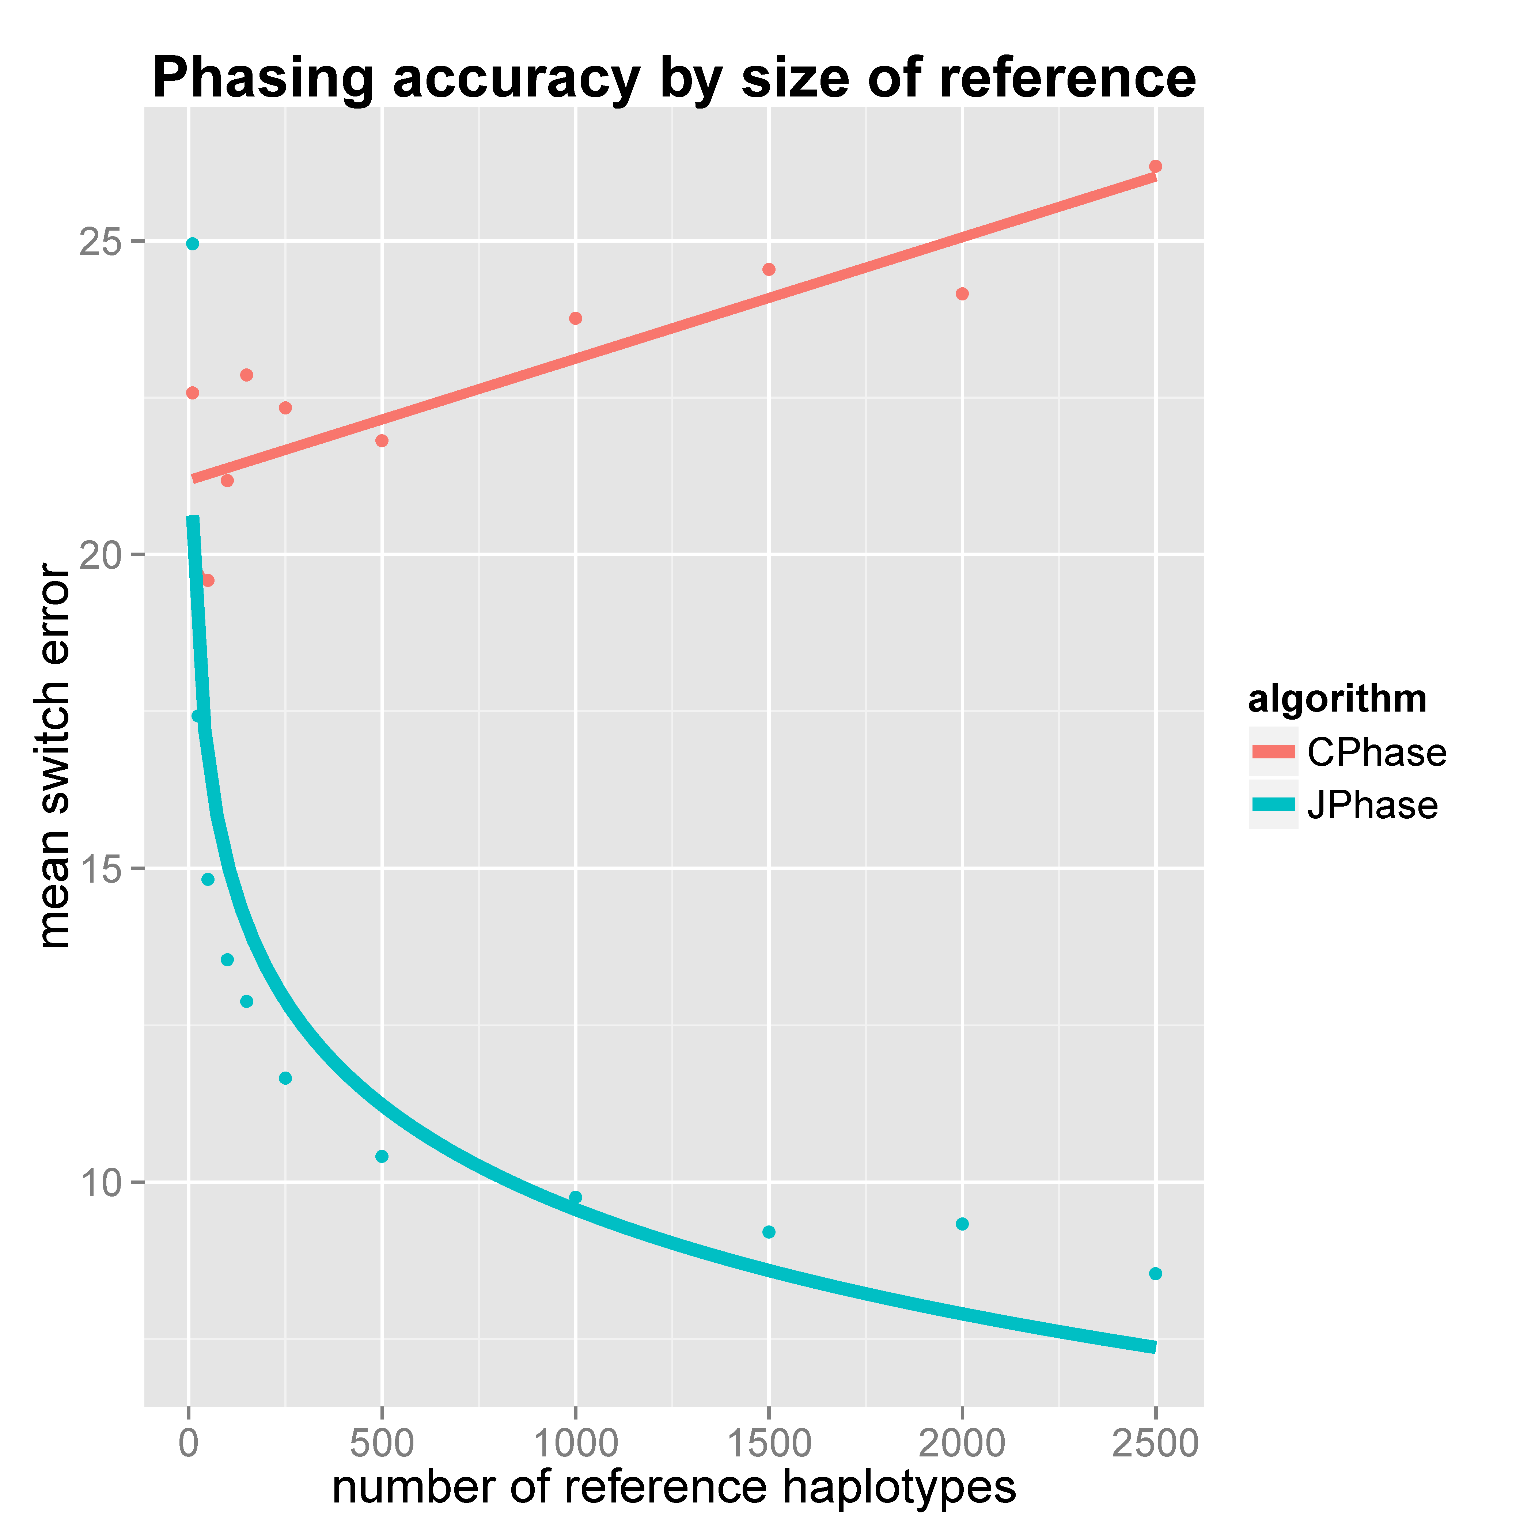 Phasing accuracy by size of reference
25
20
15
10
mean switch error
0 500 1000 1500 2000 2500
number of reference haplotypes
algorithm
CPhase
JPhase